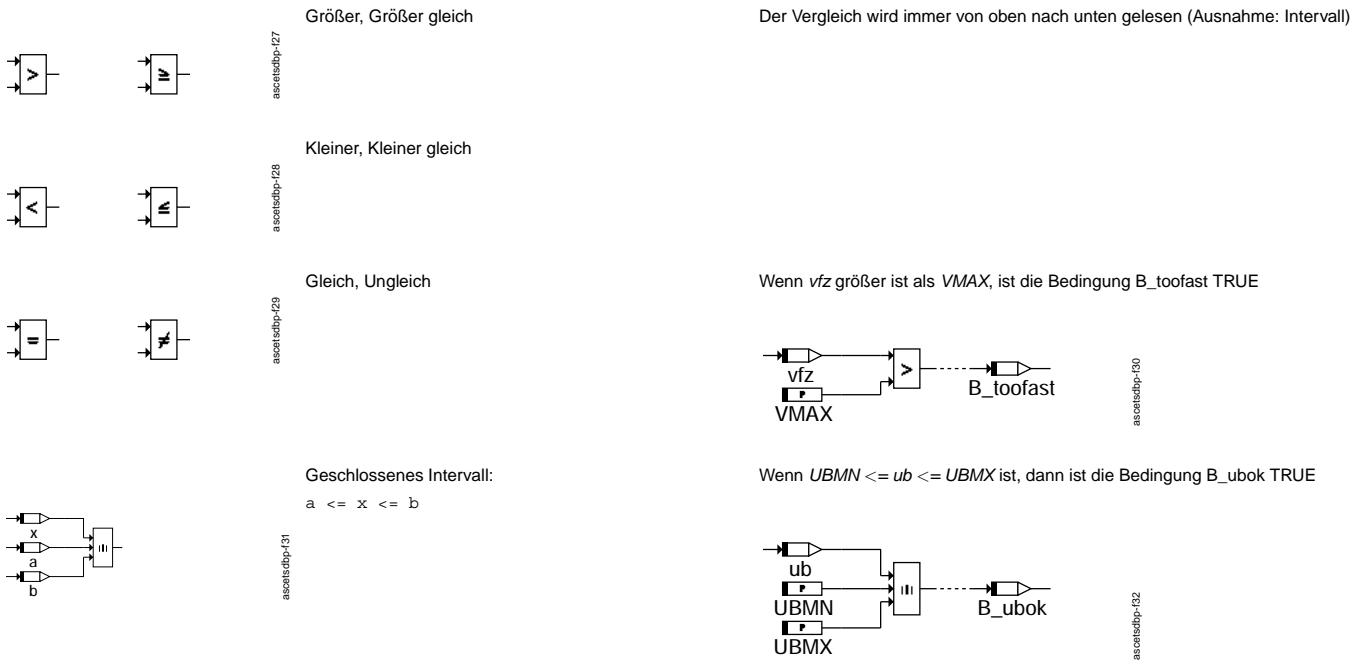 Größer, Größer gleich
Der Vergleich wird immer von oben nach unten gelesen (Ausnahme: Intervall)
>
≥
ascetsdbp-f27
Kleiner, Kleiner gleich
<
≤
ascetsdbp-f28
Gleich, Ungleich
=
≠
ascetsdbp-f29
Wenn vfz größer ist als VMAX, ist die Bedingung B_toofast TRUE
vfz
P
VMAX
>
B_toofast
ascetsdbp-f30
Geschlossenes Intervall:
a <= x <= b
x
a
b
ascetsdbp-f31
Wenn UBMN <= ub <= UBMX ist, dann ist die Bedingung B_ubok TRUE
ub
P
UBMN
P
UBMX
B_ubok
ascetsdbp-f32